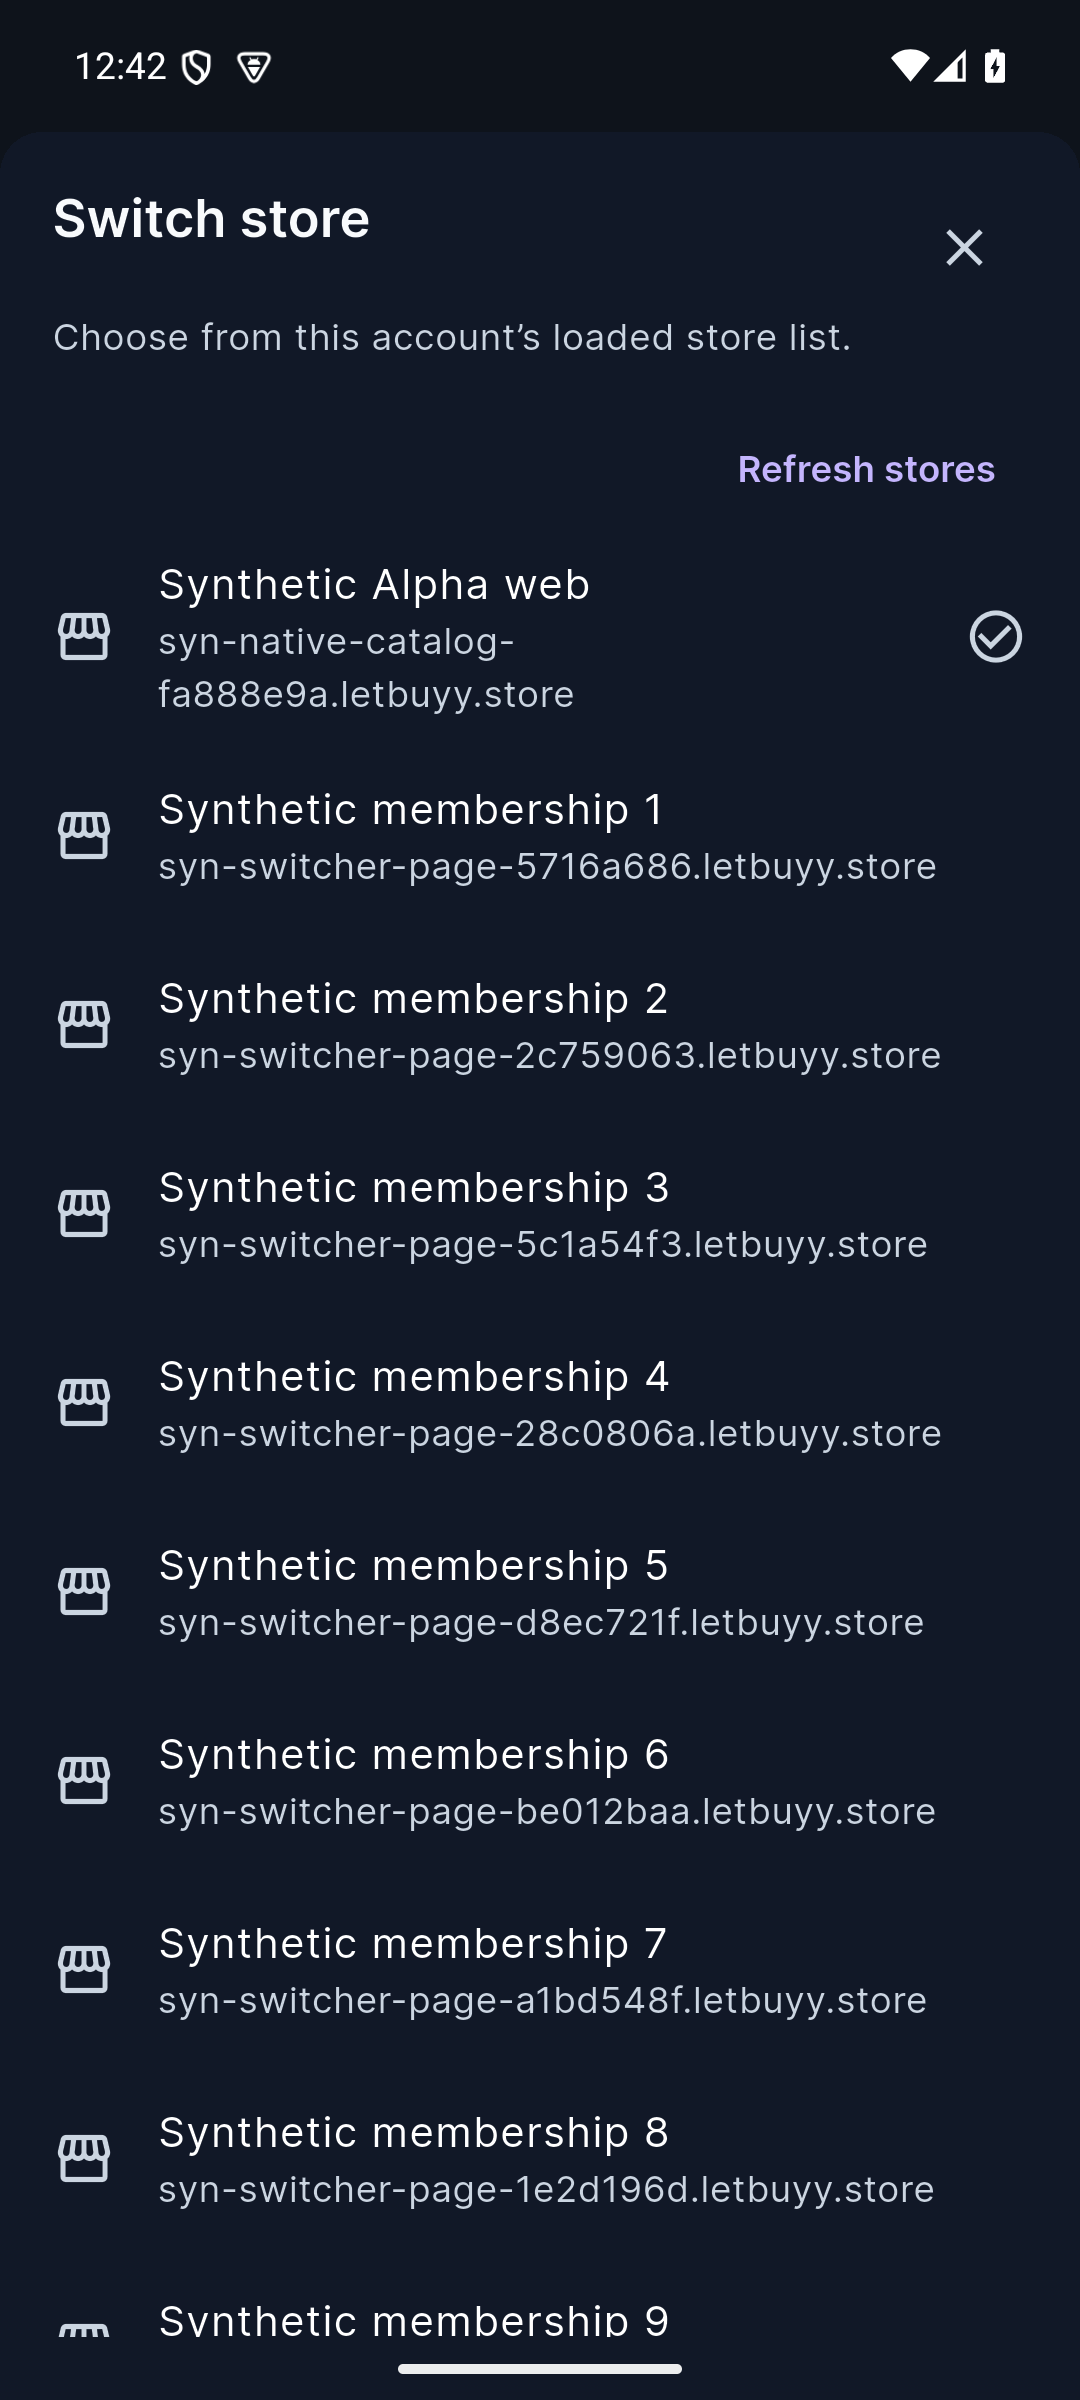 12:42
Switch store
Choose from this account’s loaded store list.
Refresh stores
Synthetic Alpha web
syn-native-catalog-
fa888e9a.letbuyy.store
Synthetic membership 1
syn-switcher-page-5716a686.letbuyy.store
Synthetic membership 2
syn-switcher-page-2c759063.letbuyy.store
Synthetic membership 3
syn-switcher-page-5c1a54f3.letbuyy.store
Synthetic membership 4
syn-switcher-page-28c0806a.letbuyy.store
Synthetic membership 5
syn-switcher-page-d8ec721f.letbuyy.store
Synthetic membership 6
syn-switcher-page-be012baa.letbuyy.store
Synthetic membership 7
syn-switcher-page-a1bd548f.letbuyy.store
Synthetic membership 8
syn-switcher-page-1e2d196d.letbuyy.store
Synthetic membership 9